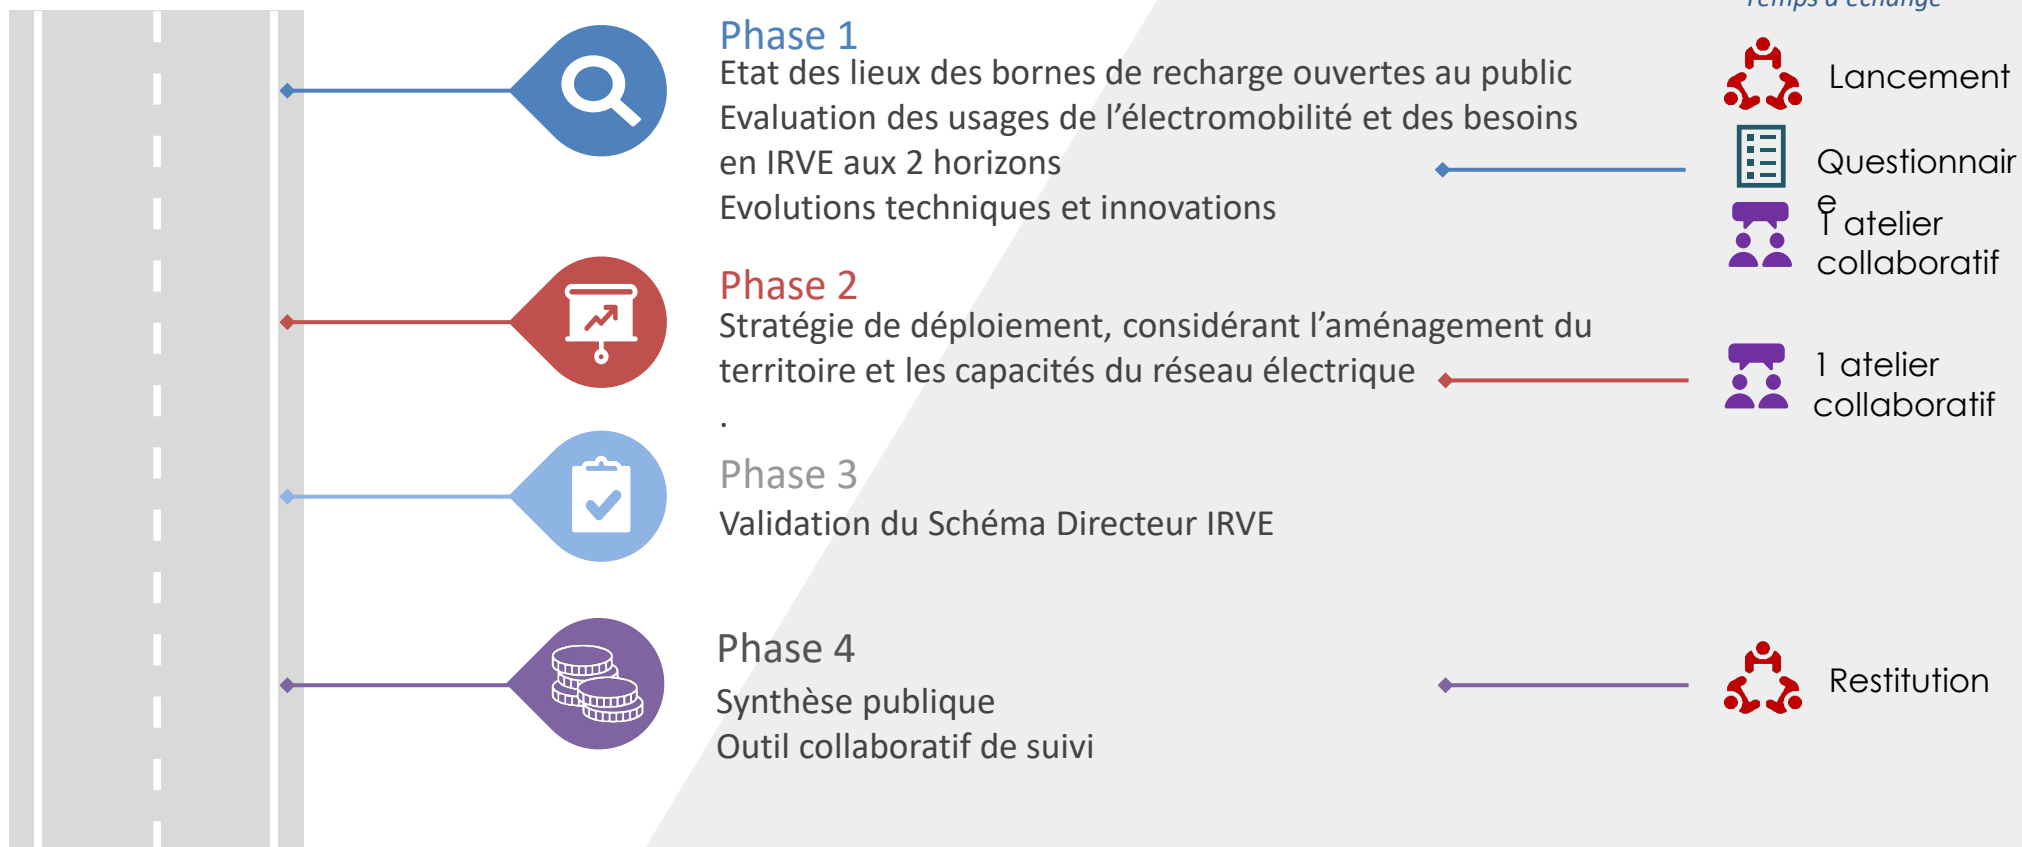 Temps d'échange
Phase 1
Etat des lieux des bornes de recharge ouvertes au public
Evaluation des usages de l'électromobilité et des besoins
en IRVE aux 2 horizons
Evolutions techniques et innovations
Lancement
Questionnair
e
1 atelier
collaboratif
Phase 2
Stratégie de déploiement, considérant l'aménagement du
territoire et les capacités du réseau électrique
.
1 atelier
collaboratif
Phase 3
Validation du Schéma Directeur IRVE
Phase 4
Synthèse publique
Outil collaboratif de suivi
Restitution